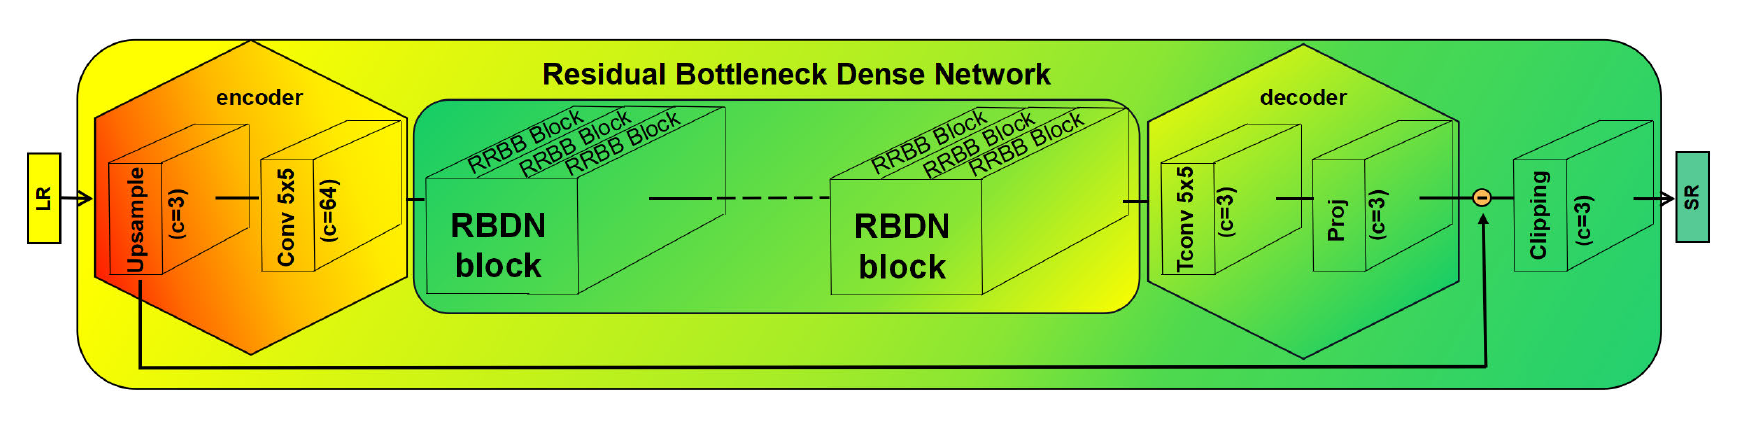 Residual Bottleneck Dense Network
LR
encoder
Upsample
(c=3)
Conv 5x5
(c=64)
RRBB Block
RRBB Block
RRBB Block
RBDN
block
RRBB Block
RRBB Block
RRBB Block
RBDN
block
decoder
Tconv 5x5
(c=3)
Proj
(c=3)
-
Clipping
(c=3)
SR